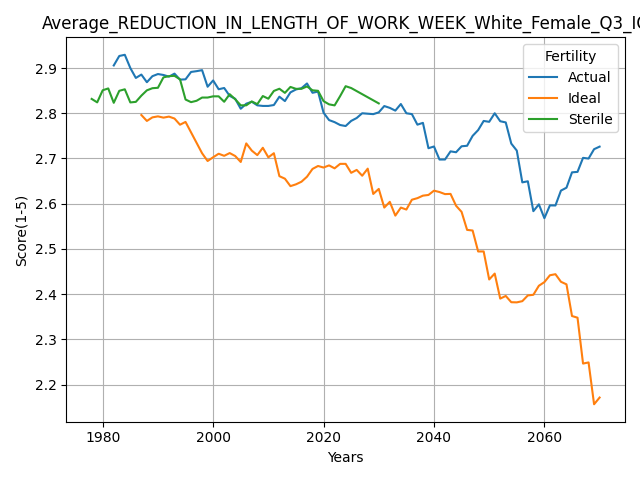 Average_REDUCTION_IN_LENGTH_OF_WORK_WEEK_White_Female_Q3_IC
Fertility
Actual
Ideal
Sterile
2.9
2.8
2.7
2.6
2.5
2.4
2.3
2.2
Score(1-5)
1980 2000 2020 2040 2060
Years